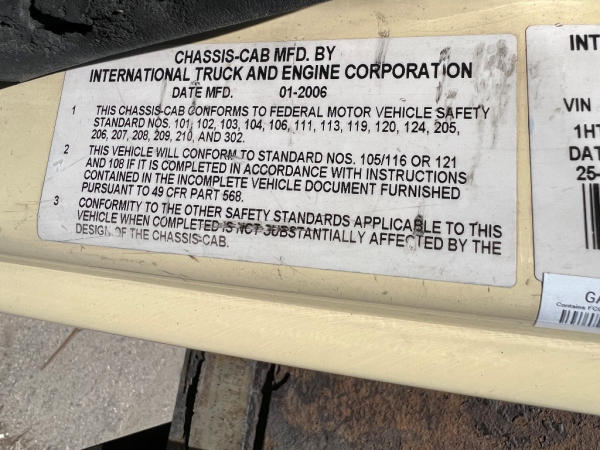 CHASSIS-CAB MFD. BY
INTERNATIONAL TRUCK AND ENGINE CORPORATION
DATE MFD. 01-2006
1 THIS CHASSIS-CAB CONFORMS TO FEDERAL MOTOR VEHICLE SAFETY
STANDARD NOS. 101, 102, 103, 104, 106, 111, 113, 119, 120, 124, 205,
206, 207, 208, 209, 210, AND 302.
2 THIS VEHICLE WILL CONFORM TO STANDARD NOS. 105/116 OR 121
AND 108 IF IT IS COMPLETED IN ACCORDANCE WITH INSTRUCTIONS
CONTAINED IN THE INCOMPLETE VEHICLE DOCUMENT FURNISHED
PURSUANT TO 49 CFR PART 568.
3 CONFORMITY TO THE OTHER SAFETY STANDARDS APPLICABLE TO THIS
VEHICLE WHEN COMPLETED IS NOT SUBSTANTIALLY AFFECTED BY THE
DESIGN OF THE CHASSIS-CAB.
INT
VIN
1HT
DAT
25-
GA
Contains FCC